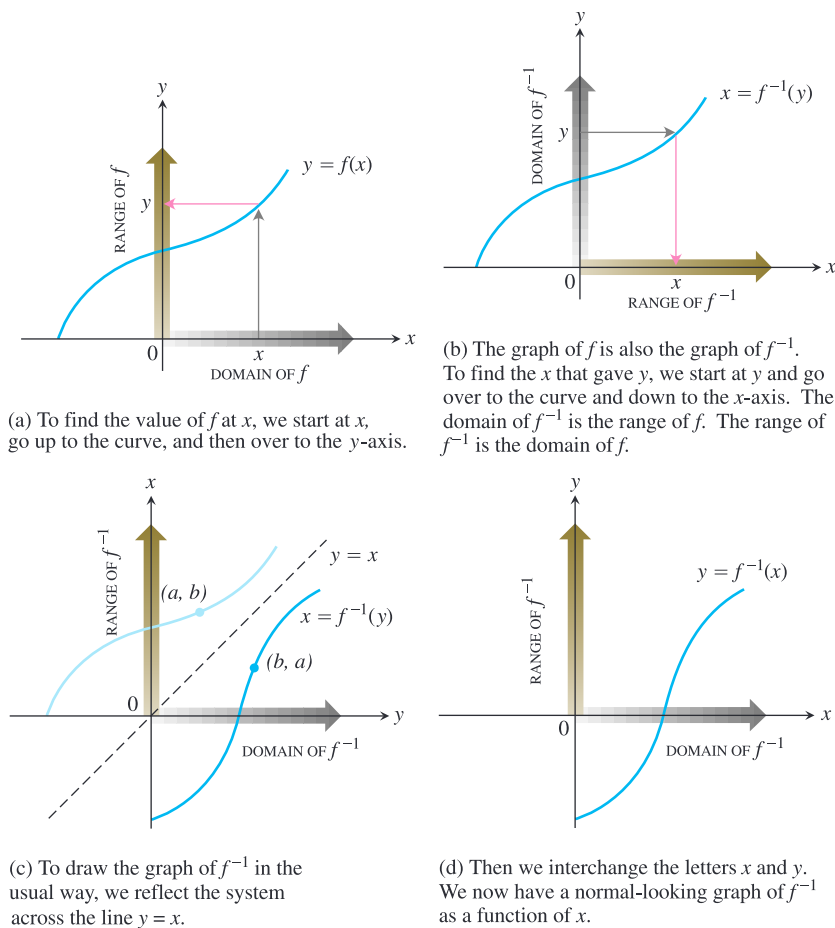 y
RANGE OF f
y = f(x)
y
0
x
x
DOMAIN OF f
(a) To find the value of f at x, we start at x,
go up to the curve, and then over to the y-axis.
y
DOMAIN OF f⁻¹
x = f⁻¹(y)
y
0
x
x
RANGE OF f⁻¹
(b) The graph of f is also the graph of f⁻¹.
To find the x that gave y, we start at y and go
over to the curve and down to the x-axis. The
domain of f⁻¹ is the range of f. The range of
f⁻¹ is the domain of f.
x
RANGE OF f⁻¹
y = x
(a, b)
x = f⁻¹(y)
(b, a)
0
y
DOMAIN OF f⁻¹
(c) To draw the graph of f⁻¹ in the
usual way, we reflect the system
across the line y = x.
y
RANGE OF f⁻¹
y = f⁻¹(x)
0
x
DOMAIN OF f⁻¹
(d) Then we interchange the letters x and y.
We now have a normal-looking graph of f⁻¹
as a function of x.